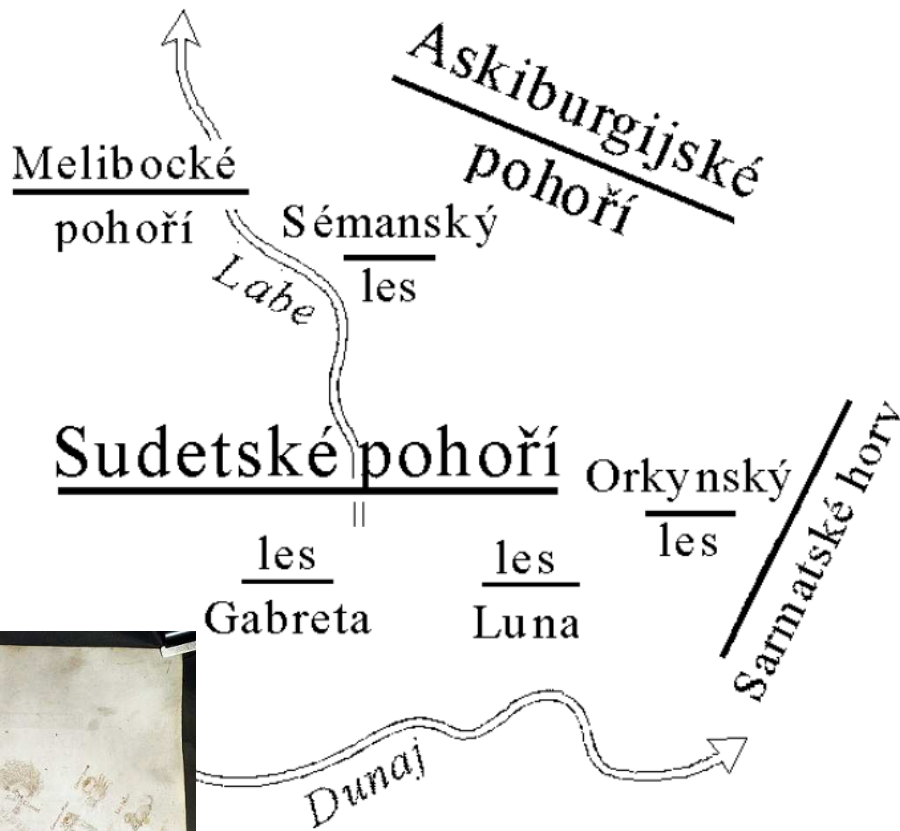 Askiburgijské
pohoří
Melibocké
pohoří
Sémanský
les
Labe
Sudetské pohoří
Orkynský
les
Sarmatské hory
les
Gabreta
les
Luna
Dunaj